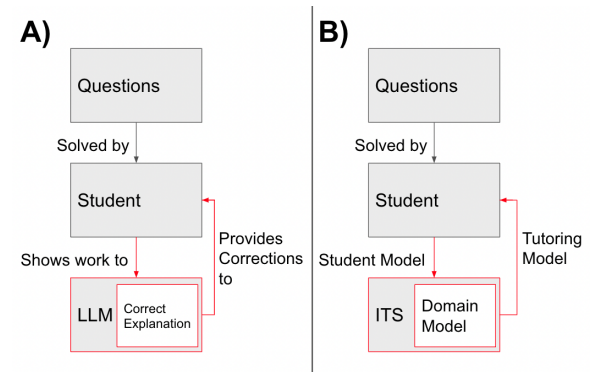 A)
Questions
Solved by
Student
Shows work to
Provides
Corrections
to
LLM
Correct
Explanation
B)
Questions
Solved by
Student
Student Model
Tutoring
Model
ITS
Domain
Model